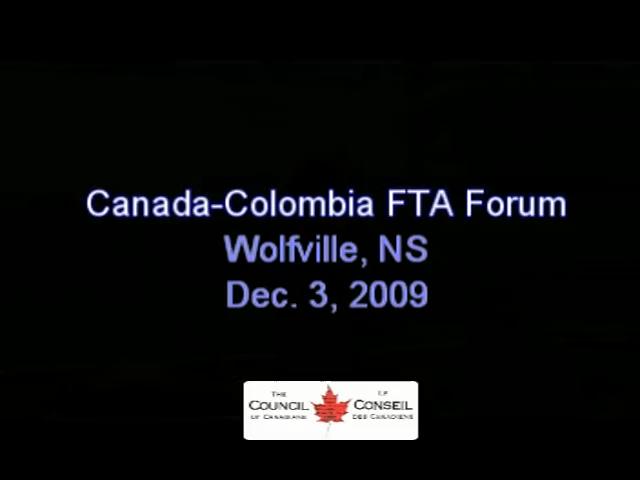 Canada-Colombia FTA Forum
Wolfville, NS
Dec. 3, 2009
THE
COUNCIL
OF CANADIANS
LE
CONSEIL
DES CANADIENS